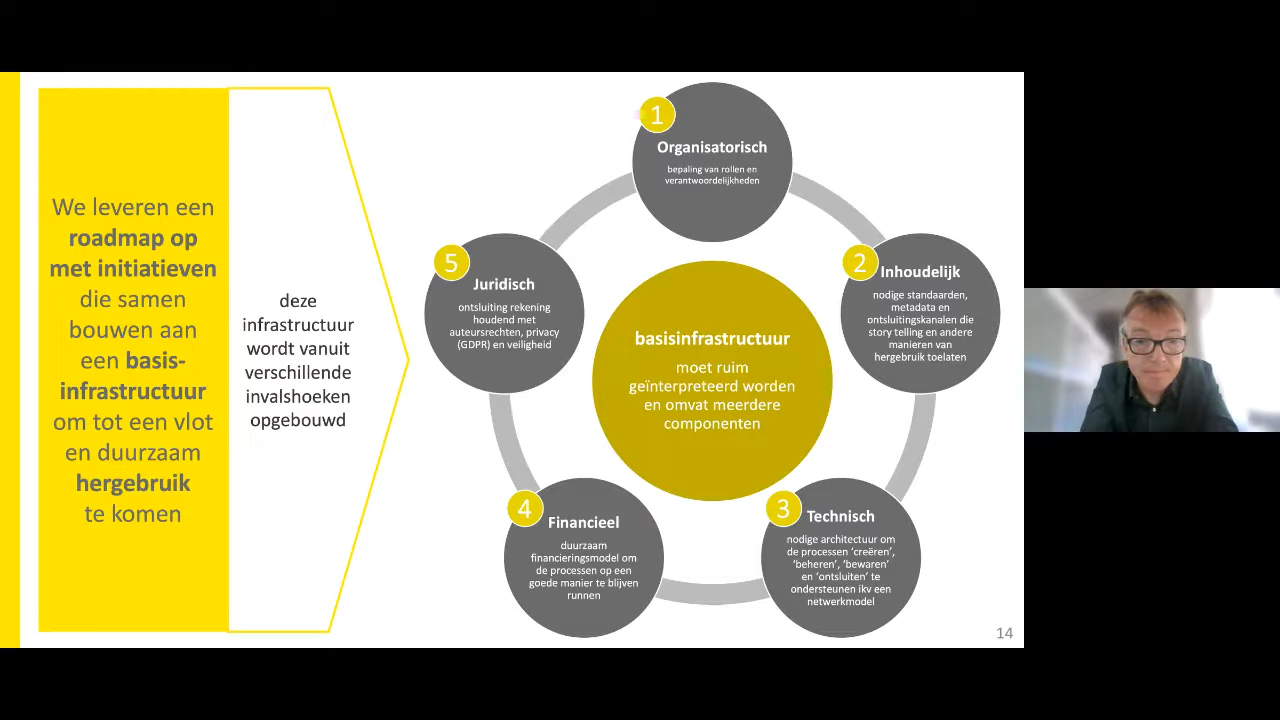 We leveren een
roadmap op
met initiatieven
die samen
bouwen aan
een basis-
infrastructuur
om tot een vlot
en duurzaam
hergebruik
te komen
deze
infrastructuur
wordt vanuit
verschillende
invalshoeken
opgebouwd
1
Organisatorisch
bepaling van rollen en
verantwoordelijkheden
2
Inhoudelijk
nodige standaarden,
metadata en
ontsluitingskanalen die
story telling en andere
manieren van
hergebruik toelaten
3
Technisch
nodige architectuur om
de processen ‘creëren’,
‘beheren’, ‘bewaren’
en ‘ontsluiten’ te
ondersteunen ikv een
netwerkmodel
4
Financieel
duurzaam
financieringsmodel om
de processen op een
goede manier te blijven
runnen
5
Juridisch
ontsluiting rekening
houdend met
auteursrechten, privacy
(GDPR) en veiligheid
basisinfrastructuur
moet ruim
geïnterpreteerd worden
en omvat meerdere
componenten
14